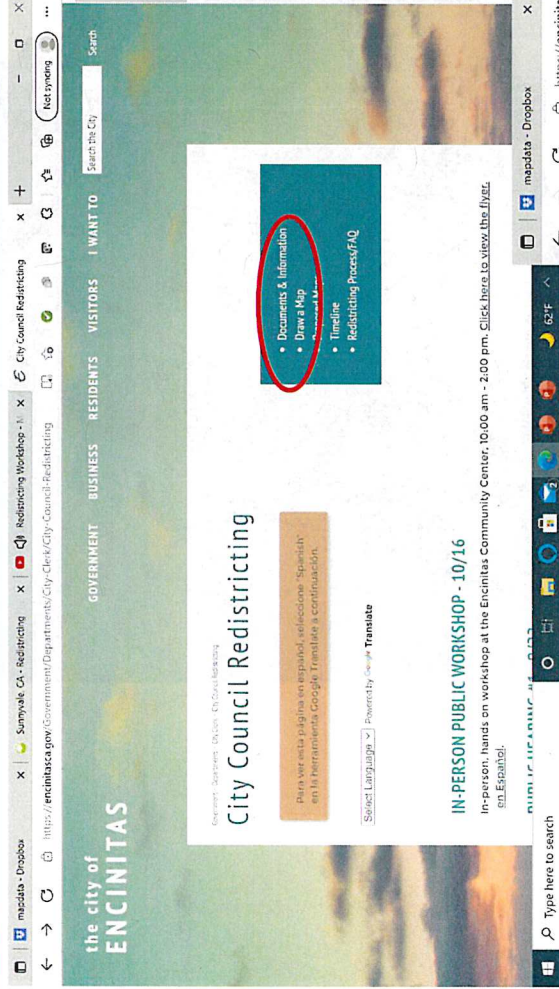 mapdata - Dropbox
Sunnyvale, CA - Redistricting
Redistricting Workshop - M
City Council Redistricting
https://encinitasca.gov/Government/Departments/City-Clerk/City-Council-Redistricting
Not syncing
the city of
ENCINITAS
GOVERNMENT BUSINESS RESIDENTS VISITORS I WANT TO
Search the City
Search
City Council Redistricting
Para ver esta página en español, seleccione "Spanish"
en la herramienta Google Translate a continuación.
Select Language
Powered by Google Translate
• Documents & Information
• Draw a Map
• Timeline
• Redistricting Process/FAQ
IN-PERSON PUBLIC WORKSHOP - 10/16
In-person, hands on workshop at the Encinitas Community Center, 10:00 am - 2:00 pm. Click here to view the flyer.
en Español.
mapdata - Dropbox
Type here to search
2
62°F